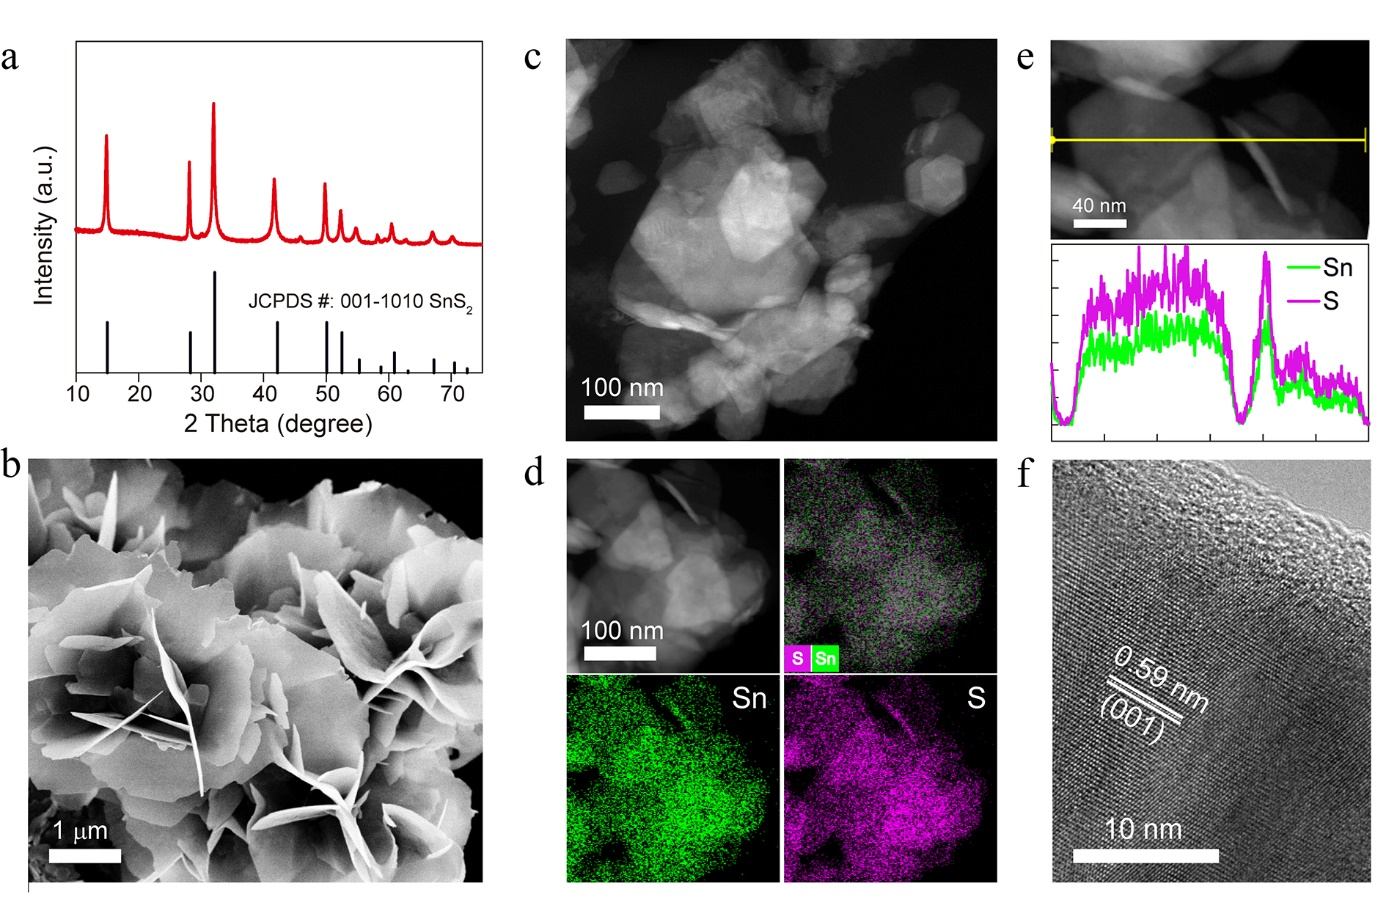 a
Intensity (a.u.)
JCPDS #: 001-1010 SnS2
10 20 30 40 50 60 70
2 Theta (degree)
b
1 μm
c
100 nm
d
100 nm
S Sn
Sn
S
e
40 nm
Sn
S
f
0.59 nm
(001)
10 nm